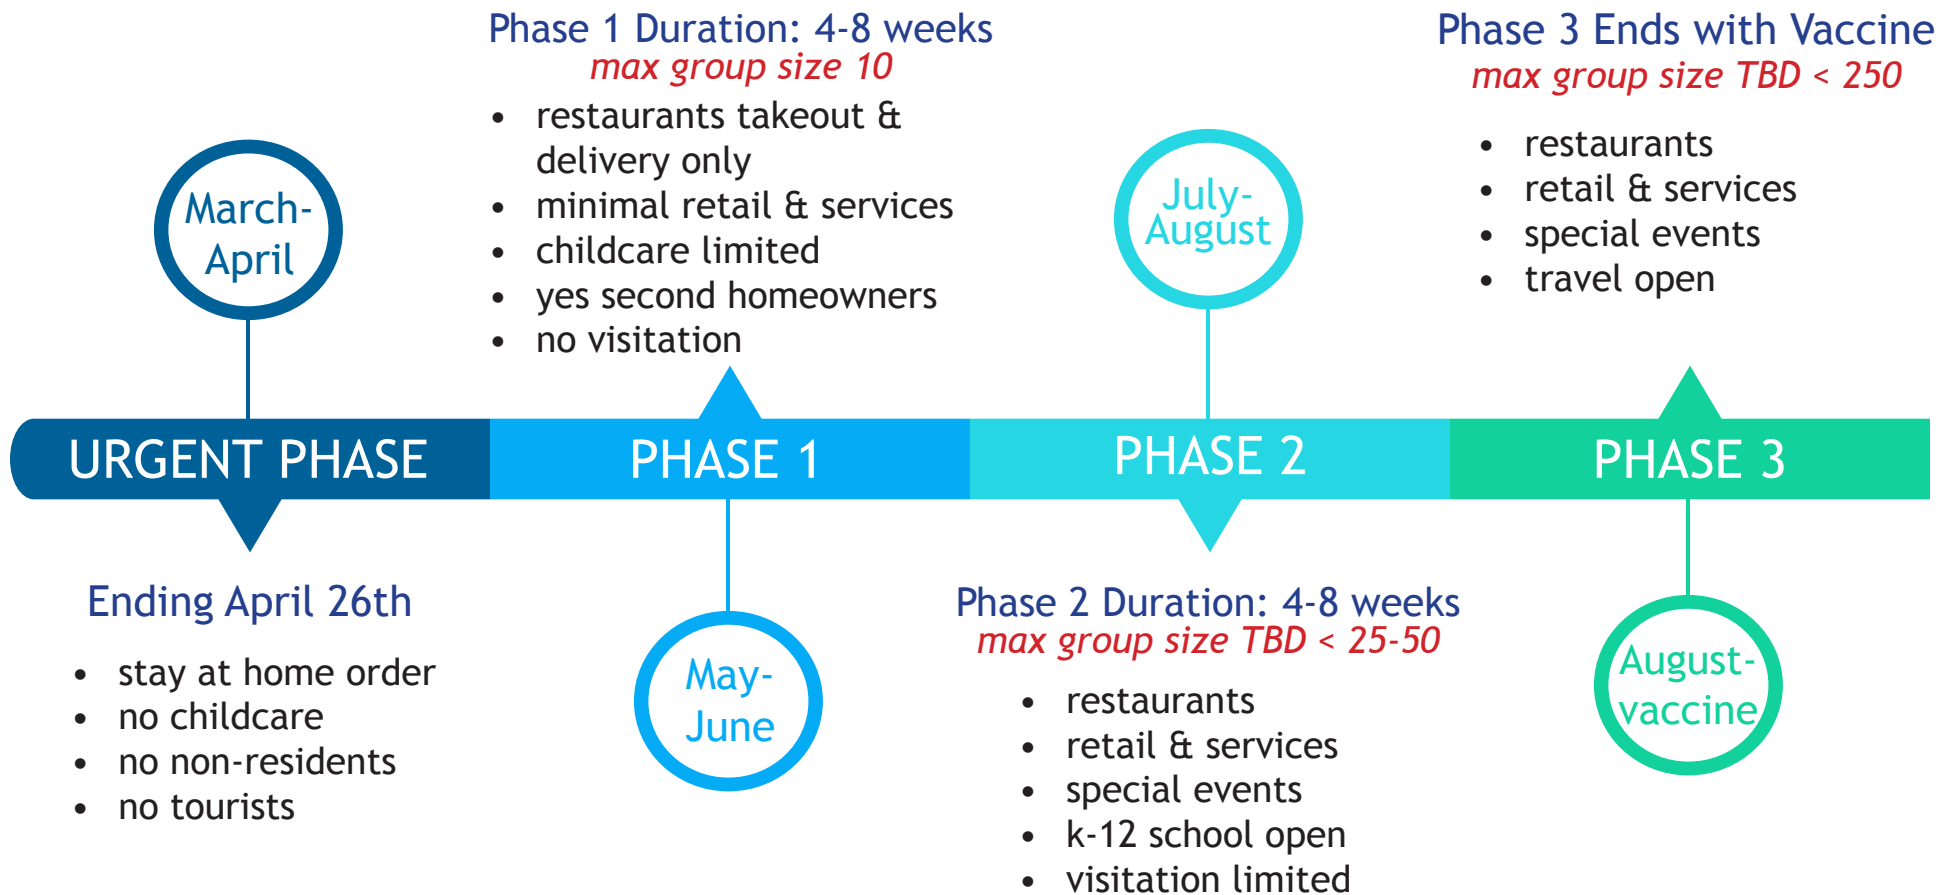 Phase 1 Duration: 4-8 weeks
max group size 10
• restaurants takeout &
delivery only
• minimal retail & services
• childcare limited
• yes second homeowners
• no visitation
Phase 3 Ends with Vaccine
max group size TBD < 250
• restaurants
• retail & services
• special events
• travel open
March-
April
July-
August
URGENT PHASE
PHASE 1
PHASE 2
PHASE 3
Ending April 26th
• stay at home order
• no childcare
• no non-residents
• no tourists
May-
June
Phase 2 Duration: 4-8 weeks
max group size TBD < 25-50
• restaurants
• retail & services
• special events
• k-12 school open
• visitation limited
August-
vaccine